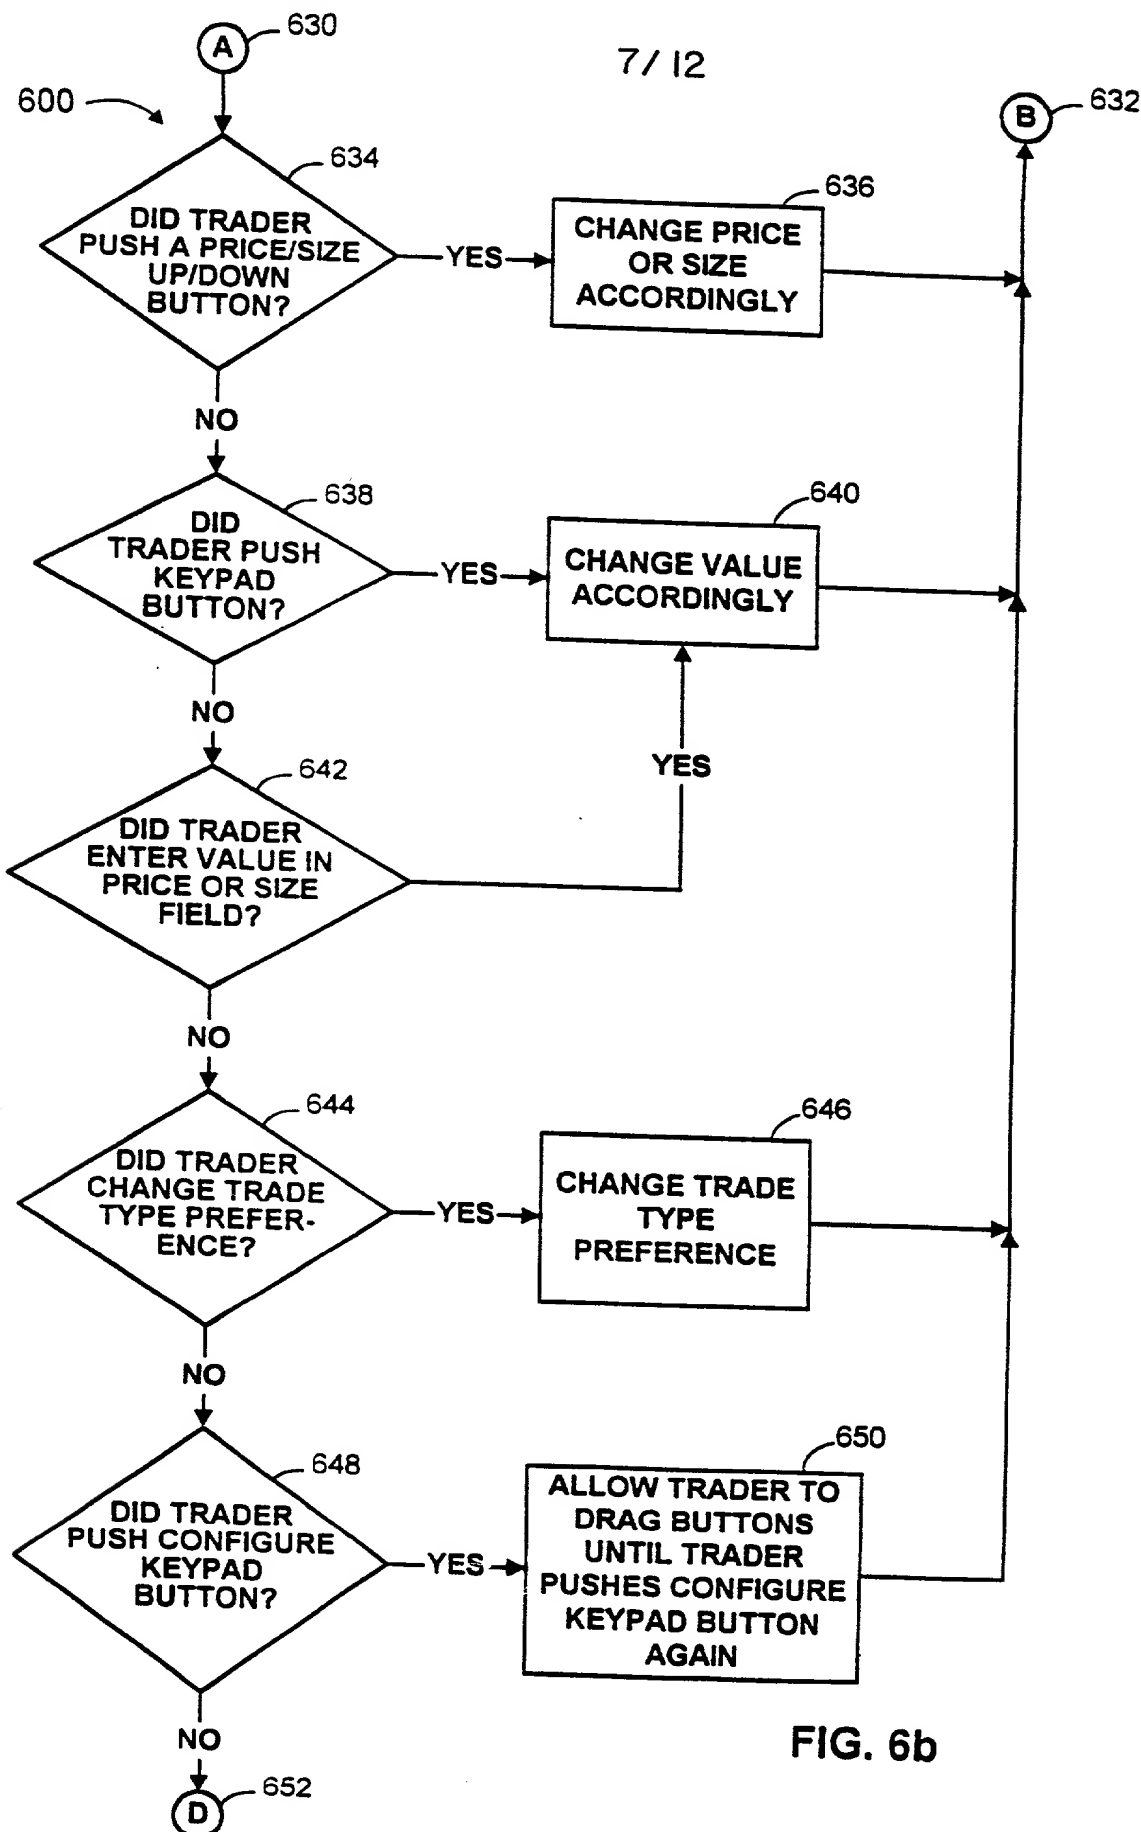 A
630
7/12
600
B
632
634
DID TRADER
PUSH A PRICE/SIZE
UP/DOWN
BUTTON?
YES
636
CHANGE PRICE
OR SIZE
ACCORDINGLY
NO
638
DID
TRADER PUSH
KEYPAD
BUTTON?
YES
640
CHANGE VALUE
ACCORDINGLY
NO
YES
642
DID TRADER
ENTER VALUE IN
PRICE OR SIZE
FIELD?
NO
644
DID TRADER
CHANGE TRADE
TYPE PREFER-
ENCE?
YES
646
CHANGE TRADE
TYPE
PREFERENCE
NO
648
DID TRADER
PUSH CONFIGURE
KEYPAD
BUTTON?
YES
650
ALLOW TRADER TO
DRAG BUTTONS
UNTIL TRADER
PUSHES CONFIGURE
KEYPAD BUTTON
AGAIN
NO
D
652
FIG. 6b